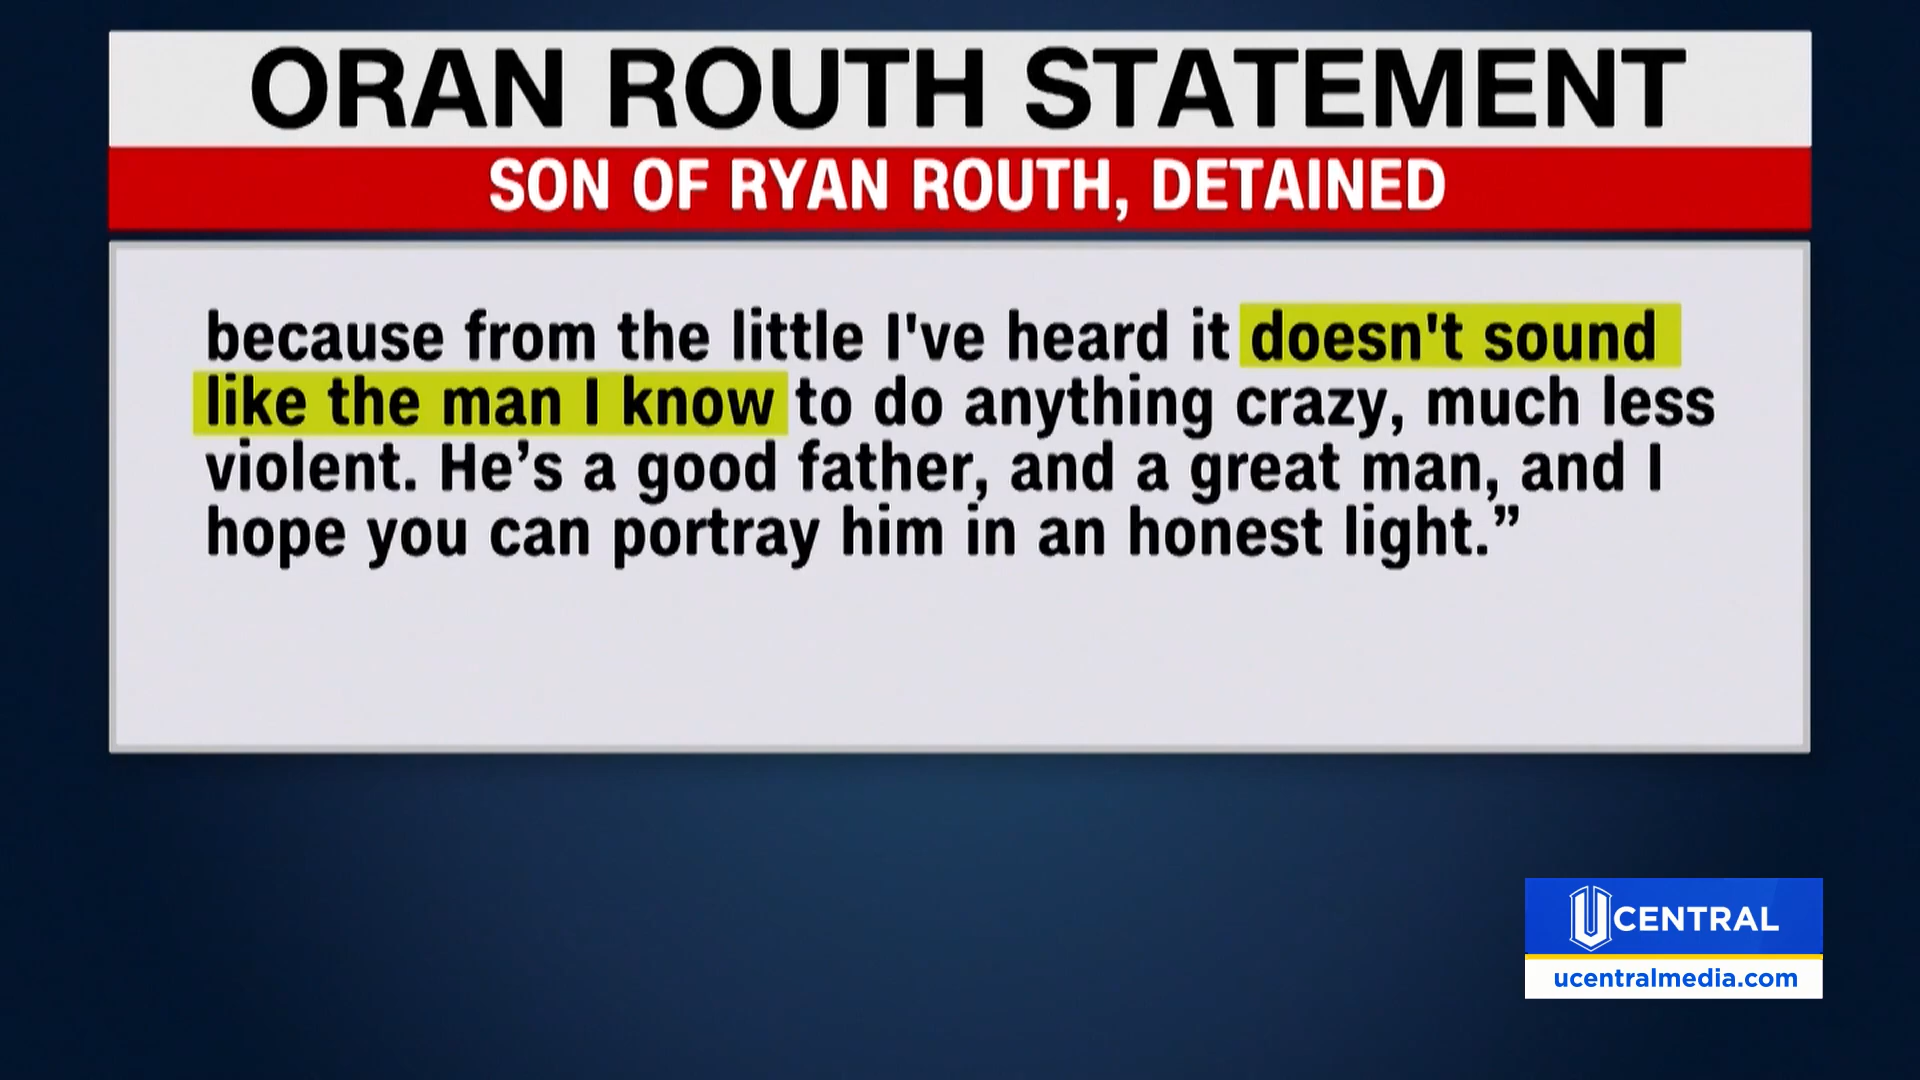 ORAN ROUTH STATEMENT
SON OF RYAN ROUTH, DETAINED
because from the little I've heard it doesn't sound
like the man I know to do anything crazy, much less
violent. He’s a good father, and a great man, and I
hope you can portray him in an honest light.”
UCENTRAL
ucentralmedia.com